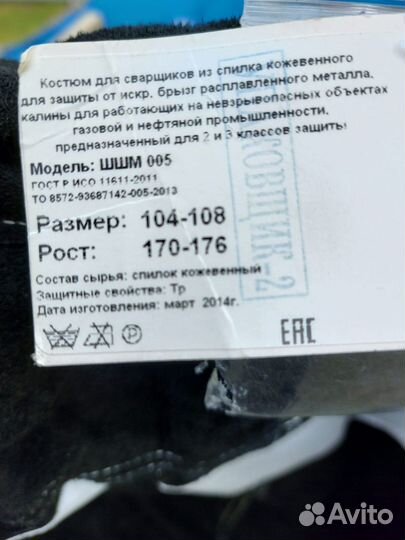 Костюм для сварщиков из спилка кожевенного
для защиты от искр, брызг расплавленного металла,
калины для работающих на невзрывопасных объектах
газовой и нефтяной промышленности,
предназначенный для 2 и 3 классов защиты
Модель: ШШМ 005
ГОСТ Р ИСО 11611-2011
ТО 8572-93687142-005-2013
Размер: 104-108
Рост: 170-176
Состав сырья: спилок кожевенный
Защитные свойства: Тр
Дата изготовления: март 2014г.
P
EAC
Avito